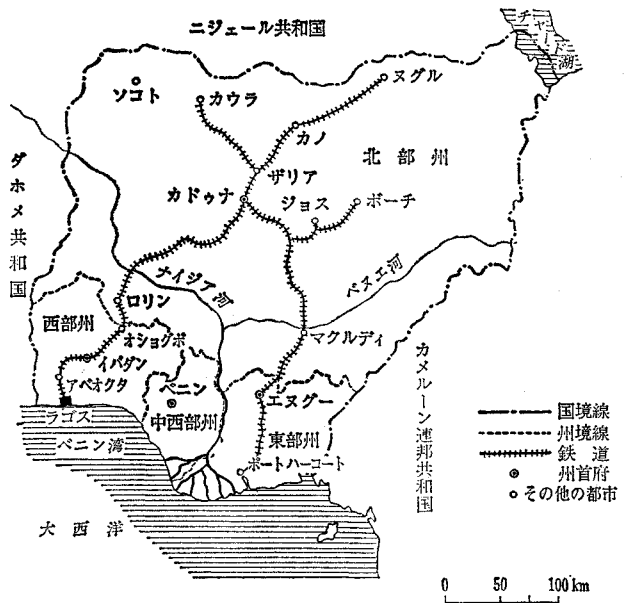 ニジェール共和国
チャード湖
ソコト
カウラ
ヌグル
カノ
北部州
ザリア
カドゥナ
ジョス
ボーチ
ダホメ共和国
ナイジア河
ベヌエ河
ロリン
西部州
オショグボ
マクルディ
イバダン
アベオクタ
ベニン
エヌグー
中西部州
ラゴス
東部州
ベニン湾
ポートハーコート
カメルーン連邦共和国
大西洋
国境線
州境線
鉄道
州首府
その他の都市
0 50 100km